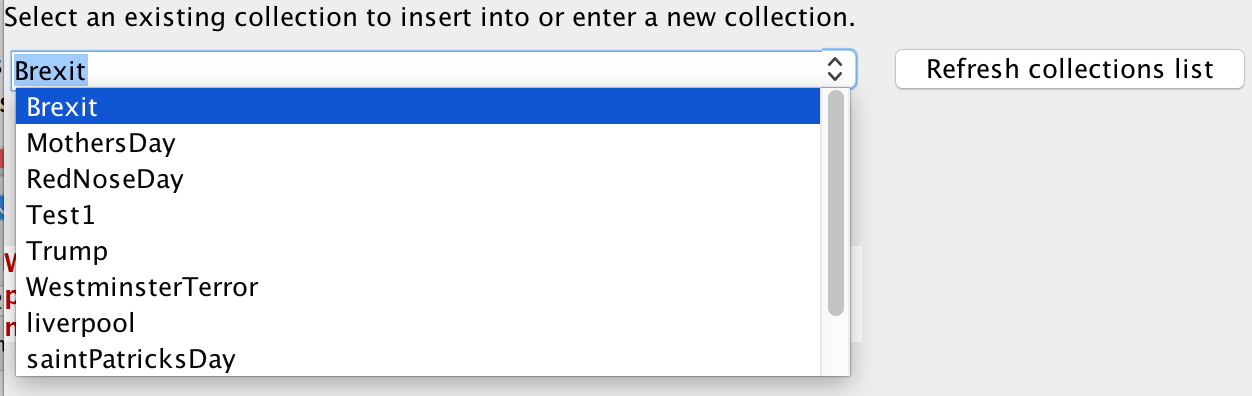 Select an existing collection to insert into or enter a new collection.
Brexit
Refresh collections list
Brexit
MothersDay
RedNoseDay
Test1
Trump
WestminsterTerror
liverpool
saintPatricksDay